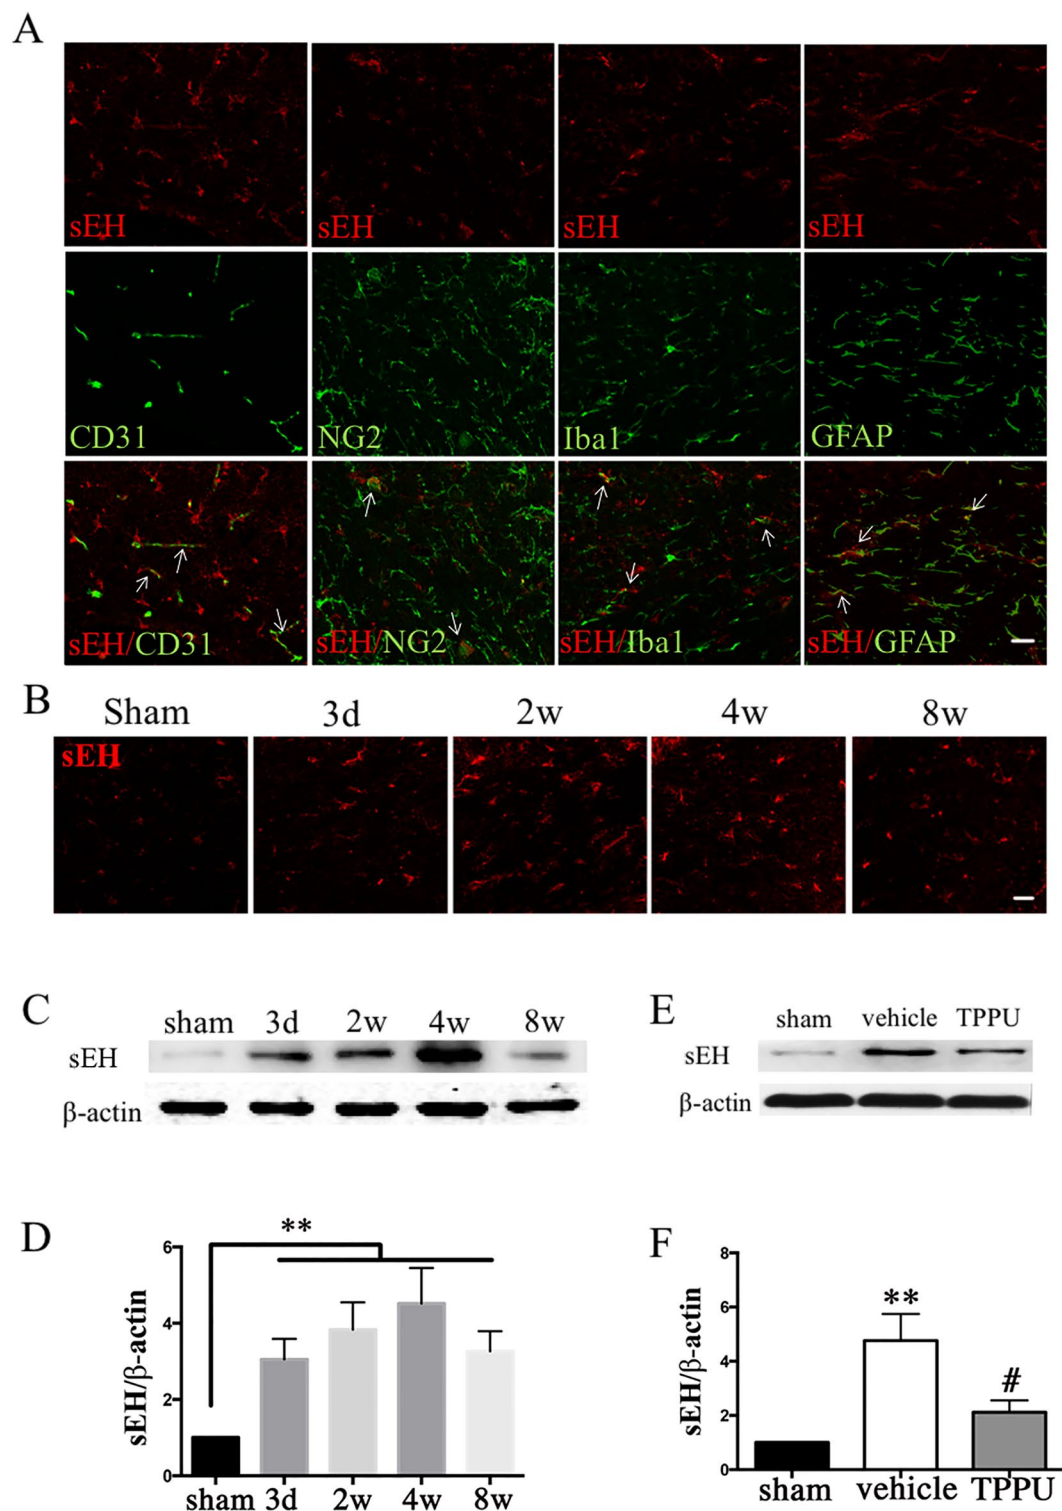 A
sEH sEH sEH sEH
CD31 NG2 Iba1 GFAP
sEH/CD31 sEH/NG2 sEH/Iba1 sEH/GFAP
B
Sham 3d 2w 4w 8w
sEH
C
sham 3d 2w 4w 8w
sEH
β-actin
E
sham vehicle TPPU
sEH
β-actin
D
**
sEH/β-actin
6
4
2
0
sham 3d 2w 4w 8w
F
sEH/β-actin
8
6
4
2
0
**
#
sham vehicle TPPU